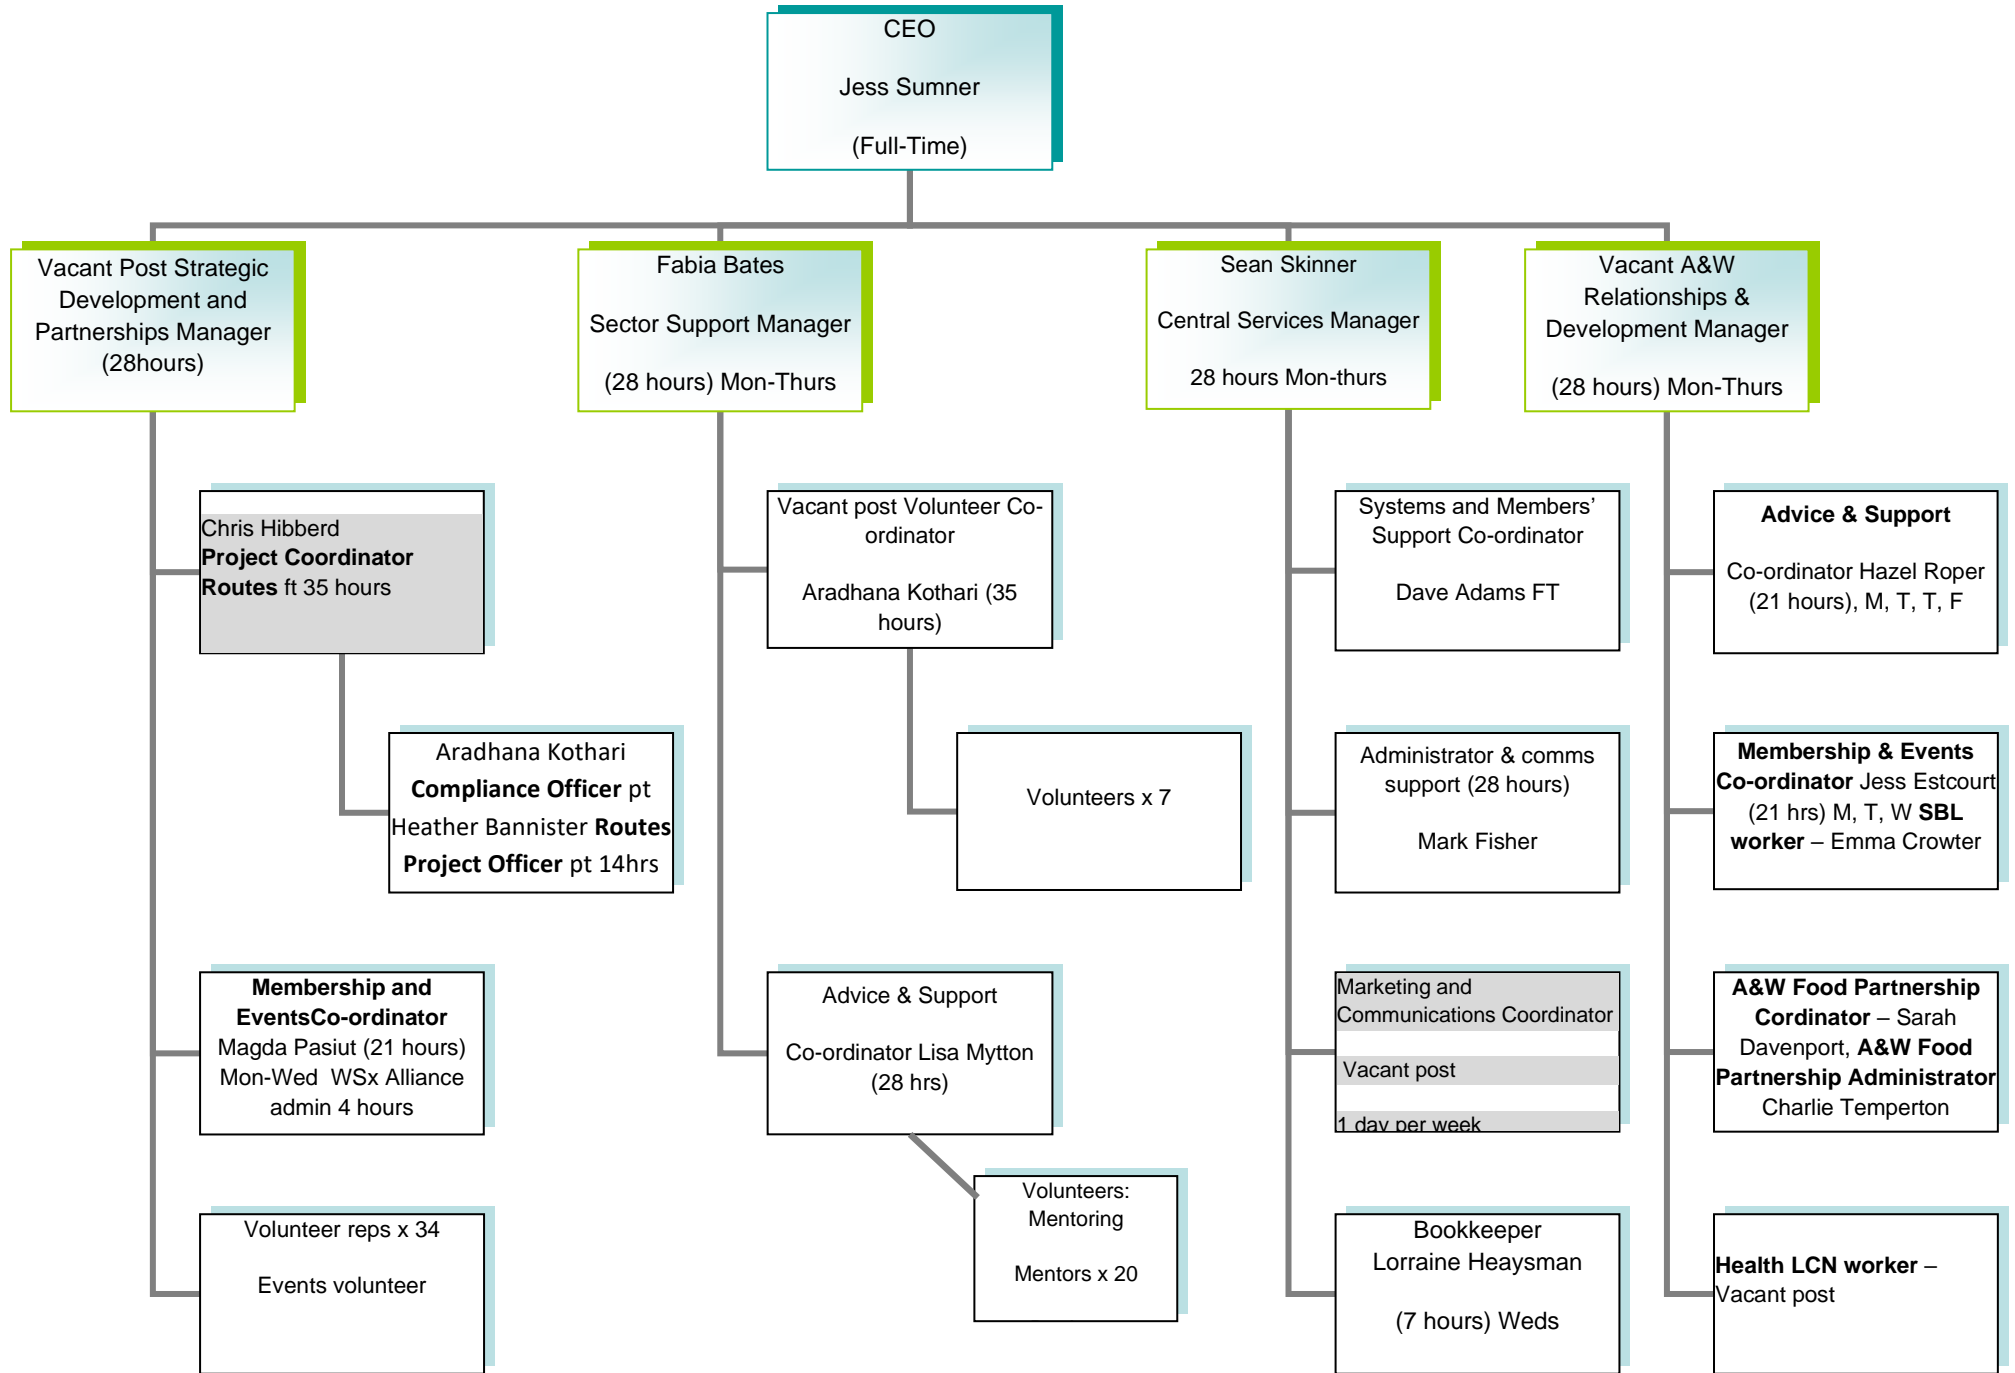 CEO
Jess Sumner
(Full-Time)
Vacant Post Strategic
Development and
Partnerships Manager
(28hours)
Fabia Bates
Sector Support Manager
(28 hours) Mon-Thurs
Sean Skinner
Central Services Manager
28 hours Mon-thurs
Vacant A&W
Relationships &
Development Manager
(28 hours) Mon-Thurs
Chris Hibberd
Project Coordinator
Routes ft 35 hours
Vacant post Volunteer Co-
ordinator
Aradhana Kothari (35
hours)
Systems and Members’
Support Co-ordinator
Dave Adams FT
Advice & Support
Co-ordinator Hazel Roper
(21 hours), M, T, T, F
Aradhana Kothari
Compliance Officer pt
Heather Bannister Routes
Project Officer pt 14hrs
Volunteers x 7
Administrator & comms
support (28 hours)
Mark Fisher
Membership & Events
Co-ordinator Jess Estcourt
(21 hrs) M, T, W SBL
worker – Emma Crowter
Membership and
EventsCo-ordinator
Magda Pasiut (21 hours)
Mon-Wed  WSx Alliance
admin 4 hours
Advice & Support
Co-ordinator Lisa Mytton
(28 hrs)
Marketing and
Communications Coordinator
Vacant post
1 day per week
A&W Food Partnership
Cordinator – Sarah
Davenport, A&W Food
Partnership Administrator
Charlie Temperton
Volunteer reps x 34
Events volunteer
Volunteers:
Mentoring
Mentors x 20
Bookkeeper
Lorraine Heaysman
(7 hours) Weds
Health LCN worker –
Vacant post